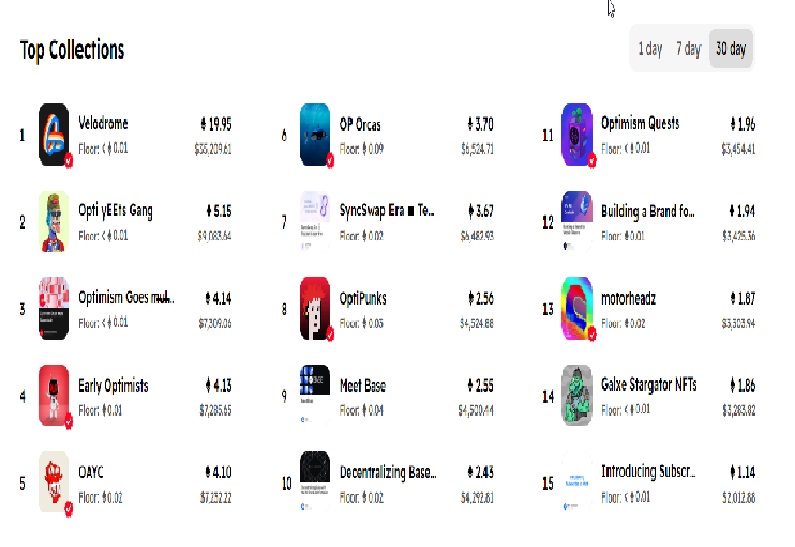 Top Collections
1 day 7 day 30 day
1 Velodrome ⧫ 19.95
Floor: < ⧫ 0.01 $35,209.61
2 Opti yEEts Gang ⧫ 5.15
Floor: < ⧫ 0.01 $9,083.64
3 Optimism Goes mul... ⧫ 4.14
Floor: < ⧫ 0.01 $7,309.06
4 Early Optimists ⧫ 4.13
Floor: ⧫ 0.01 $7,285.65
5 OAYC ⧫ 4.10
Floor: ⧫ 0.02 $7,232.22
6 OP Orcas ⧫ 3.70
Floor: ⧫ 0.09 $6,524.71
7 SyncSwap Era ■ Te... ⧫ 3.67
Floor: ⧫ 0.02 $6,482.93
8 OptiPunks ⧫ 2.56
Floor: ⧫ 0.03 $4,524.88
9 Meet Base ⧫ 2.55
Floor: ⧫ 0.04 $4,500.44
10 Decentralizing Base... ⧫ 2.43
Floor: ⧫ 0.02 $4,292.81
11 Optimism Quests ⧫ 1.96
Floor: < ⧫ 0.01 $3,454.41
12 Building a Brand fo... ⧫ 1.94
Floor: ⧫ 0.01 $3,425.36
13 motorheadz ⧫ 1.87
Floor: ⧫ 0.02 $3,303.94
14 Galxe Stargator NFTs ⧫ 1.86
Floor: < ⧫ 0.01 $3,283.82
15 Introducing Subscr... ⧫ 1.14
Floor: < ⧫ 0.01 $2,012.88